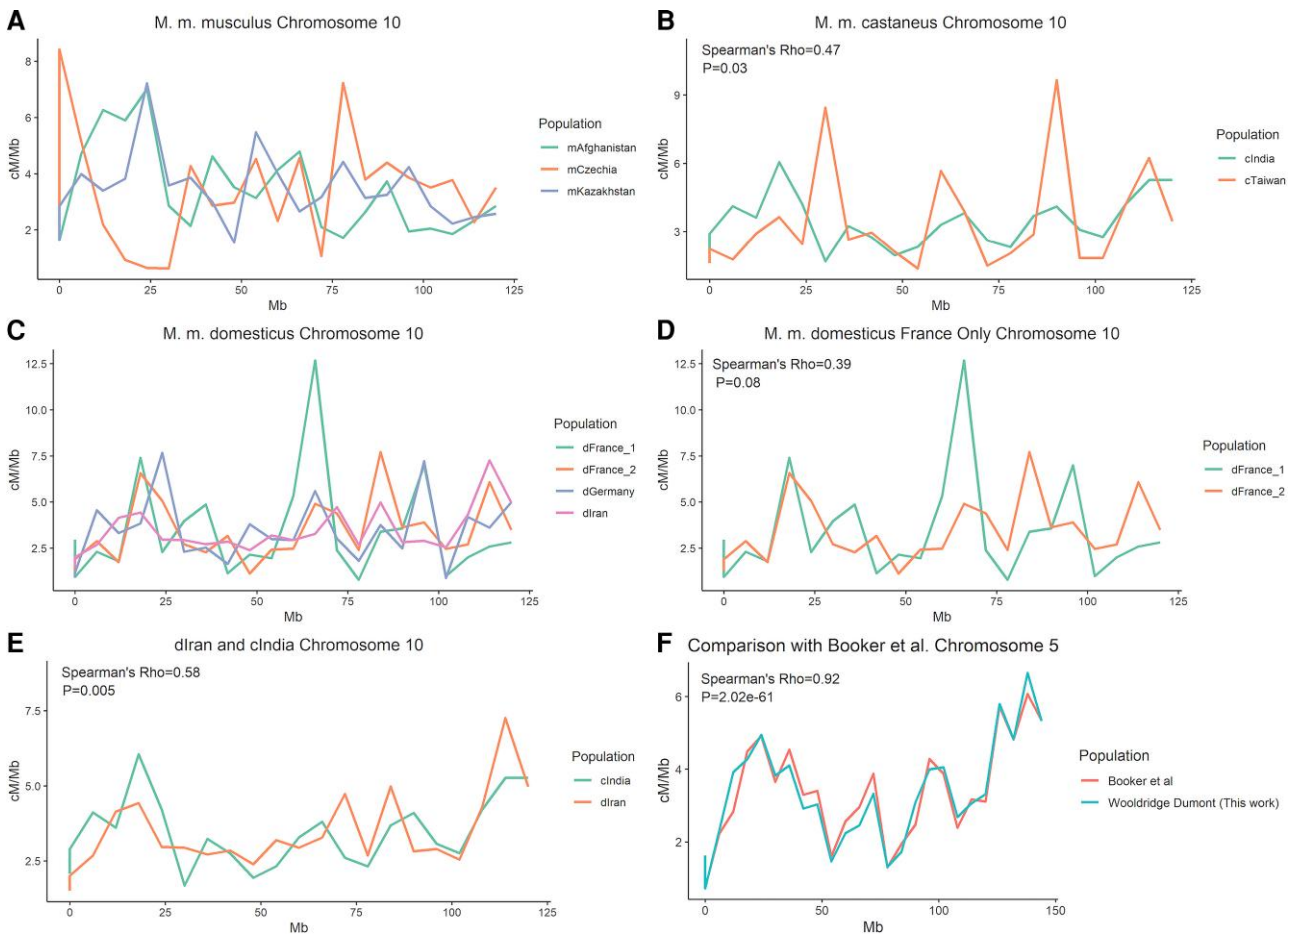 A
M. m. musculus Chromosome 10
cM/Mb
8
6
4
2
0
25
50
75
100
125
Mb
Population
mAfghanistan
mCzechia
mKazakhstan
B
M. m. castaneus Chromosome 10
Spearman's Rho=0.47
P=0.03
cM/Mb
9
6
3
0
25
50
75
100
125
Mb
Population
cIndia
cTaiwan
C
M. m. domesticus Chromosome 10
cM/Mb
12.5
10.0
7.5
5.0
2.5
0
25
50
75
100
125
Mb
Population
dFrance_1
dFrance_2
dGermany
dIran
D
M. m. domesticus France Only Chromosome 10
Spearman's Rho=0.39
P=0.08
cM/Mb
12.5
10.0
7.5
5.0
2.5
0
25
50
75
100
125
Mb
Population
dFrance_1
dFrance_2
E
dIran and cIndia Chromosome 10
Spearman's Rho=0.58
P=0.005
cM/Mb
7.5
5.0
2.5
0
25
50
75
100
125
Mb
Population
cIndia
dIran
F
Comparison with Booker et al. Chromosome 5
Spearman's Rho=0.92
P=2.02e-61
cM/Mb
6
4
2
0
50
100
150
Mb
Population
Booker et al
Wooldridge Dumont (This work)